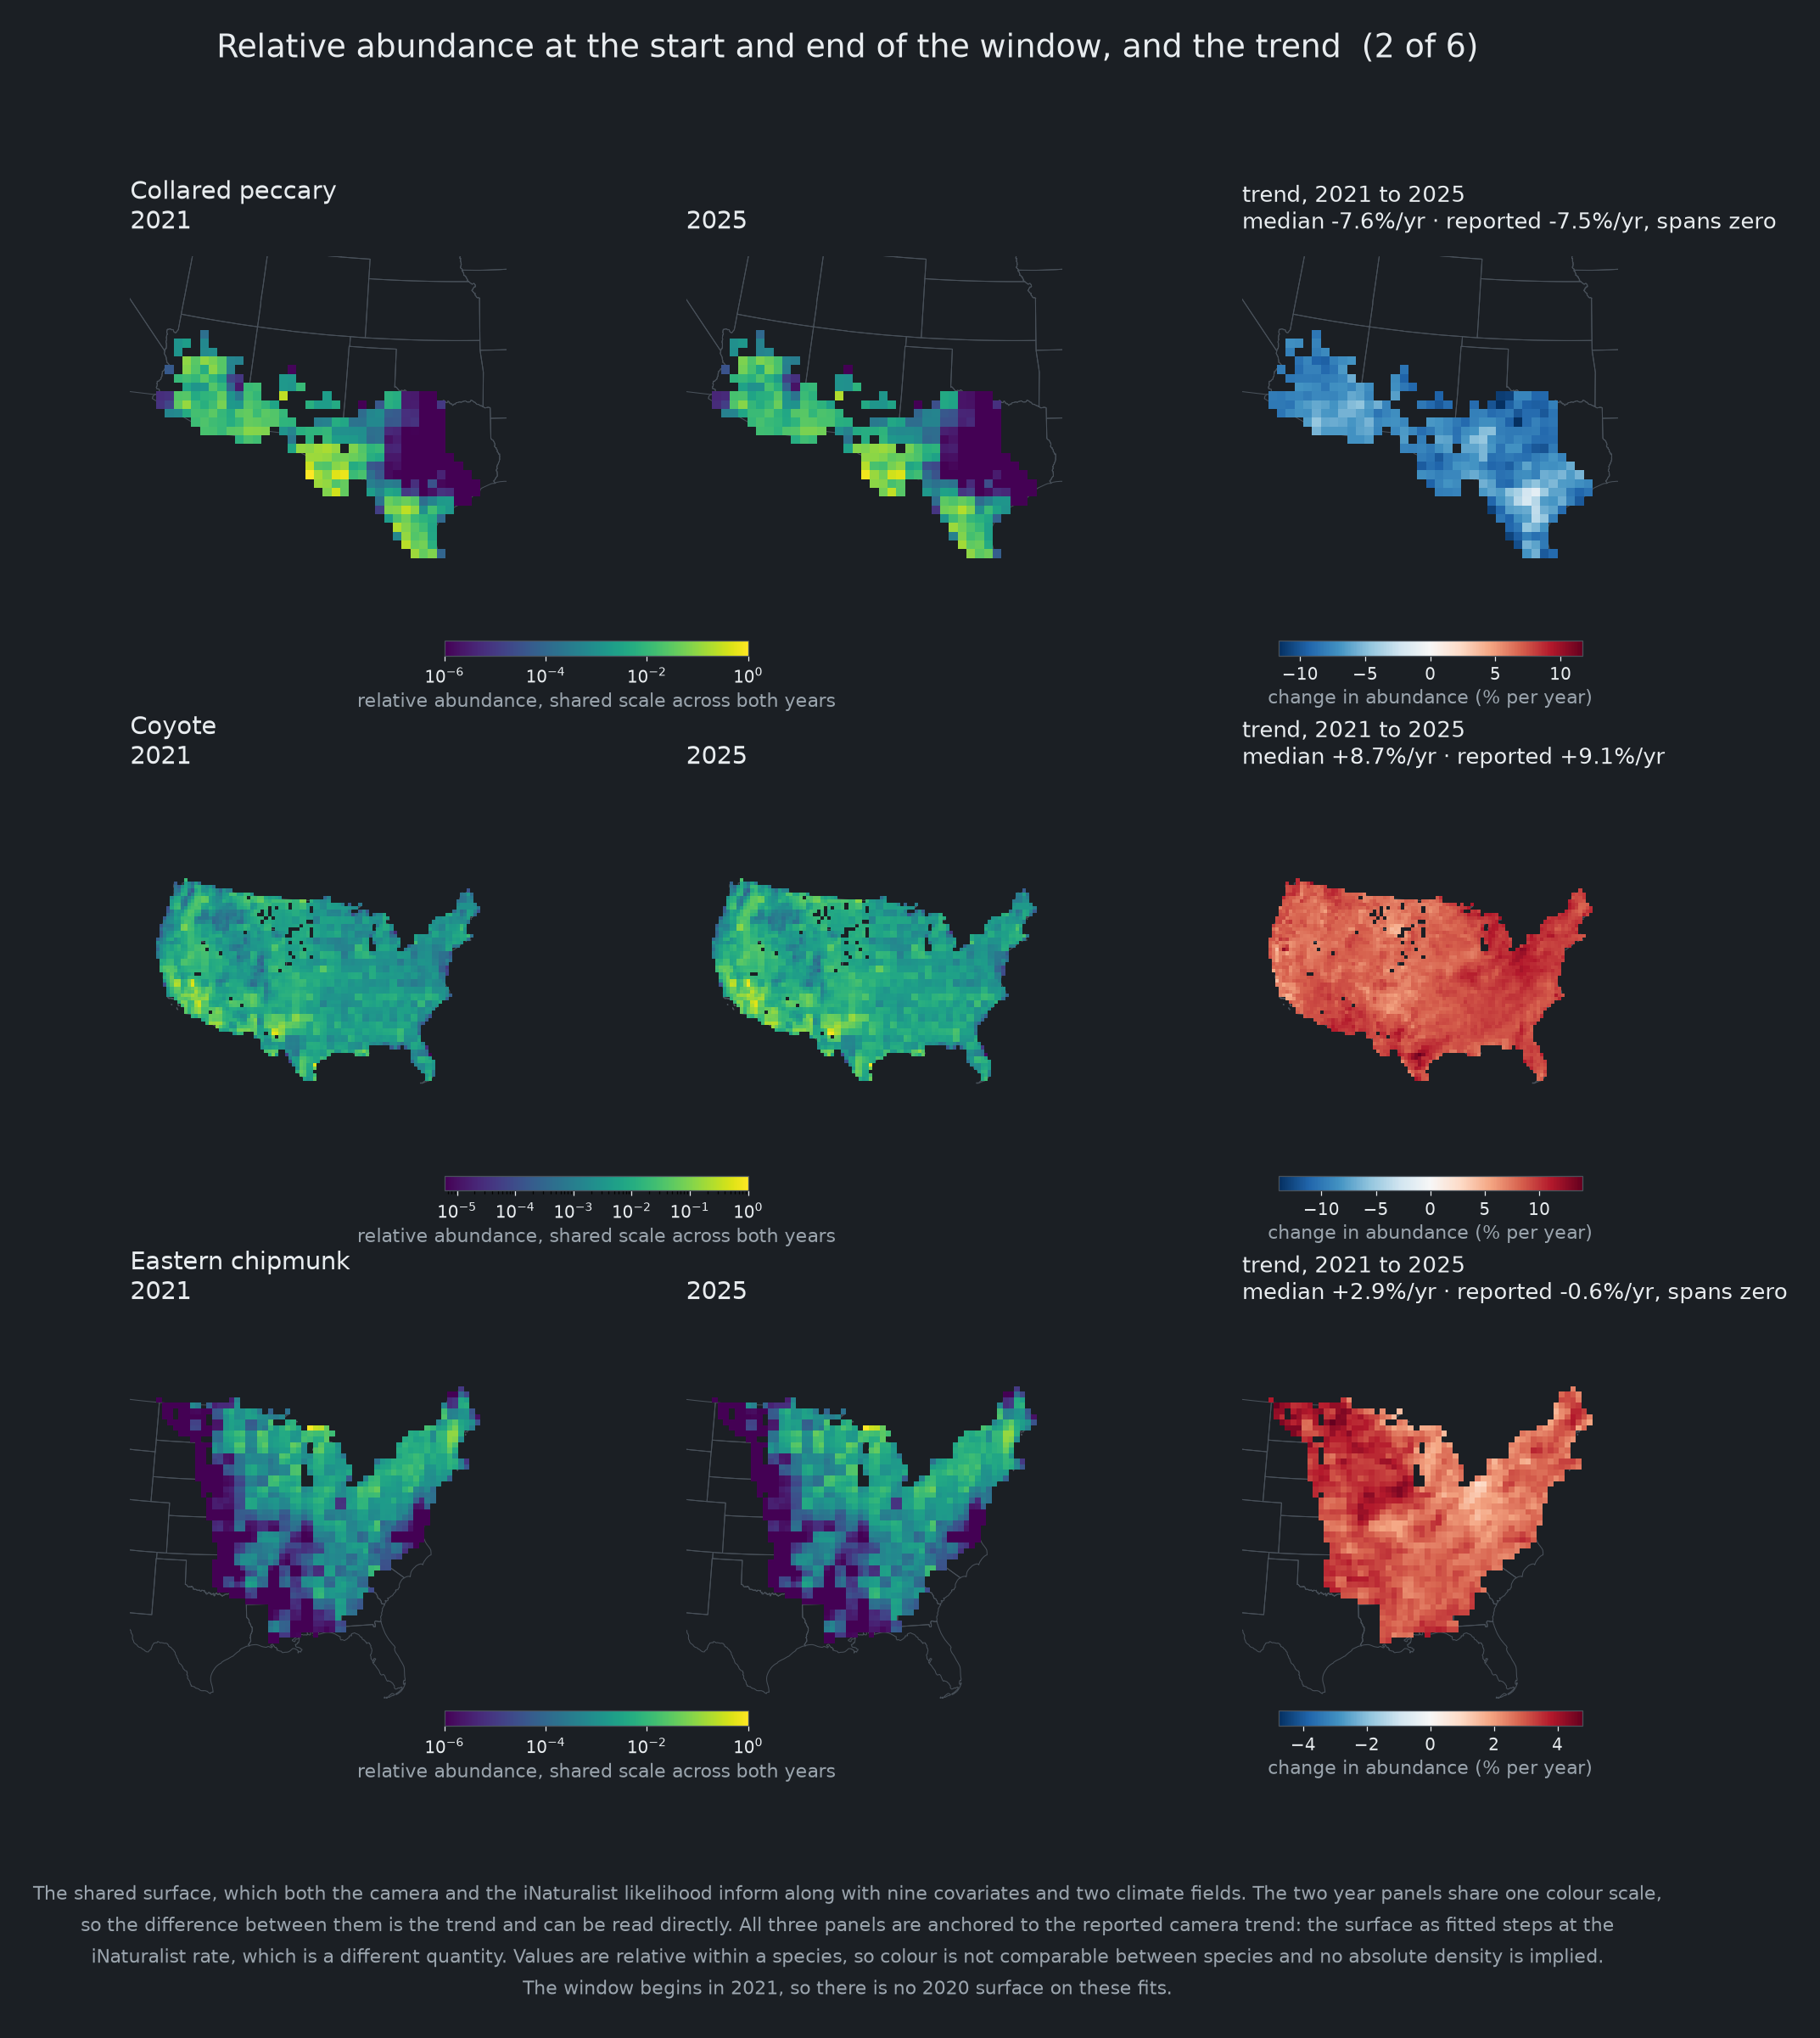 Relative abundance at the start and end of the window, and the trend  (2 of 6)
Collared peccary
2021
2025
trend, 2021 to 2025
median -7.6%/yr · reported -7.5%/yr, spans zero
10⁻⁶ 10⁻⁴ 10⁻² 10⁰
relative abundance, shared scale across both years
−10 −5 0 5 10
change in abundance (% per year)
Coyote
2021
2025
trend, 2021 to 2025
median +8.7%/yr · reported +9.1%/yr
10⁻⁵ 10⁻⁴ 10⁻³ 10⁻² 10⁻¹ 10⁰
relative abundance, shared scale across both years
−10 −5 0 5 10
change in abundance (% per year)
Eastern chipmunk
2021
2025
trend, 2021 to 2025
median +2.9%/yr · reported -0.6%/yr, spans zero
10⁻⁶ 10⁻⁴ 10⁻² 10⁰
relative abundance, shared scale across both years
−4 −2 0 2 4
change in abundance (% per year)
The shared surface, which both the camera and the iNaturalist likelihood inform along with nine covariates and two climate fields. The two year panels share one colour scale,
so the difference between them is the trend and can be read directly. All three panels are anchored to the reported camera trend: the surface as fitted steps at the
iNaturalist rate, which is a different quantity. Values are relative within a species, so colour is not comparable between species and no absolute density is implied.
The window begins in 2021, so there is no 2020 surface on these fits.